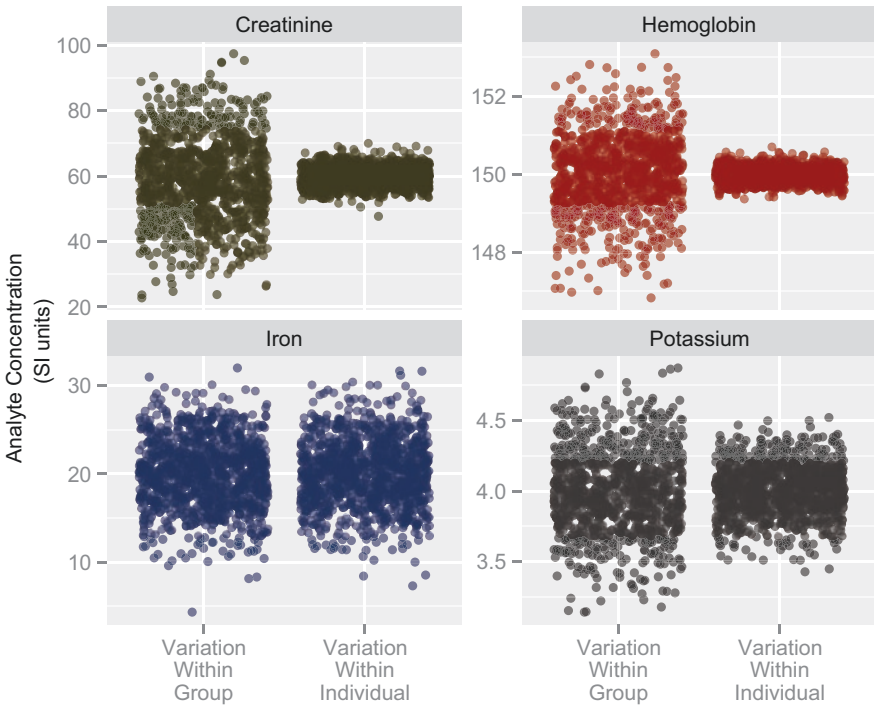 Creatinine
Hemoglobin
100
80
60
40
20
152
150
148
Analyte Concentration
(SI units)
Iron
Potassium
30
20
10
4.5
4.0
3.5
Variation
Within
Group
Variation
Within
Individual
Variation
Within
Group
Variation
Within
Individual